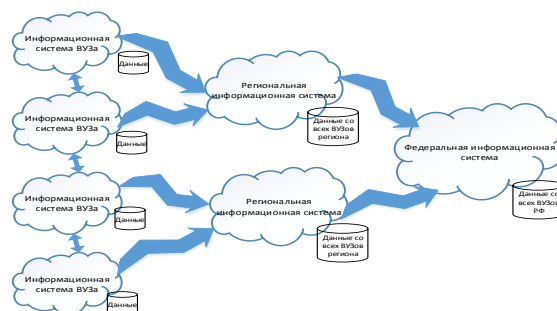 Информационная
система ВУЗа
Данные
Информационная
система ВУЗа
Данные
Информационная
система ВУЗа
Данные
Информационная
система ВУЗа
Данные
Региональная
информационная система
Данные со
всех ВУЗов
региона
Региональная
информационная система
Данные со
всех ВУЗов
региона
Федеральная информационная
система
Данные со
всех ВУЗов
РФ